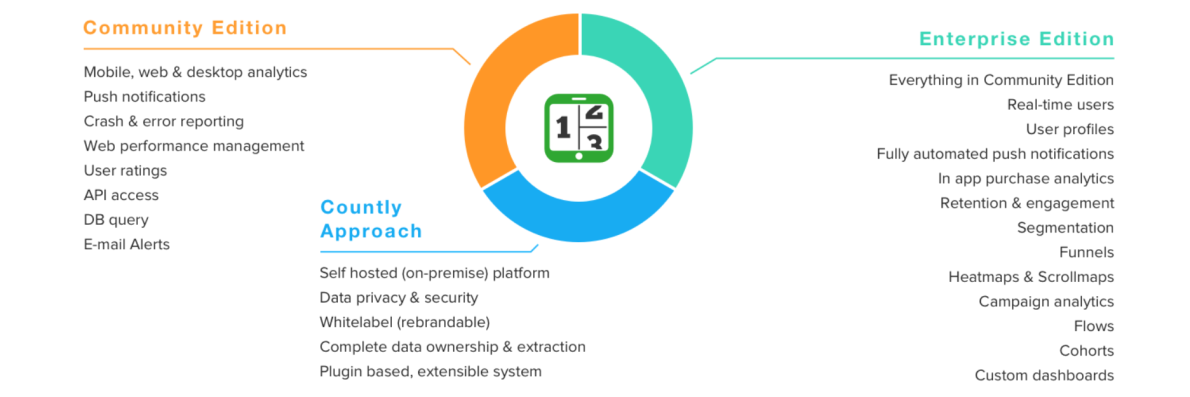 Community Edition
Mobile, web & desktop analytics
Push notifications
Crash & error reporting
Web performance management
User ratings
API access
DB query
E-mail Alerts
Countly
Approach
Self hosted (on-premise) platform
Data privacy & security
Whitelabel (rebrandable)
Complete data ownership & extraction
Plugin based, extensible system
1 2
3
Enterprise Edition
Everything in Community Edition
Real-time users
User profiles
Fully automated push notifications
In app purchase analytics
Retention & engagement
Segmentation
Funnels
Heatmaps & Scrollmaps
Campaign analytics
Flows
Cohorts
Custom dashboards